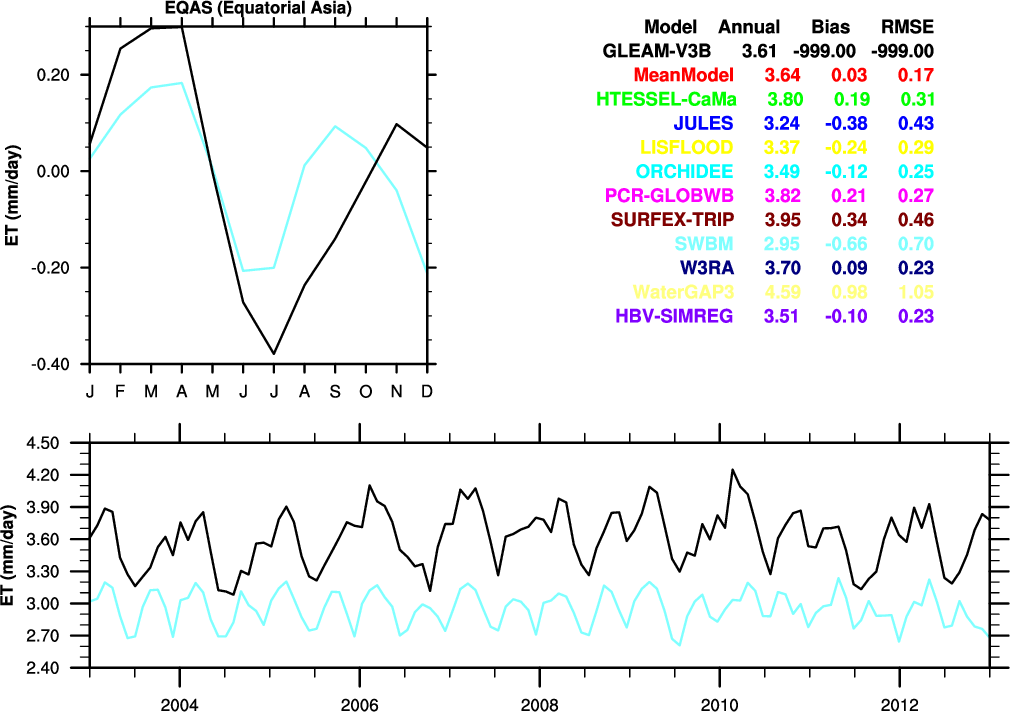 EQAS (Equatorial Asia)
ET (mm/day)
0.20
0.00
-0.20
-0.40
J F M A M J J A S O N D
Model Annual Bias RMSE
GLEAM-V3B 3.61 -999.00 -999.00
MeanModel 3.64 0.03 0.17
HTESSEL-CaMa 3.80 0.19 0.31
JULES 3.24 -0.38 0.43
LISFLOOD 3.37 -0.24 0.29
ORCHIDEE 3.49 -0.12 0.25
PCR-GLOBWB 3.82 0.21 0.27
SURFEX-TRIP 3.95 0.34 0.46
SWBM 2.95 -0.66 0.70
W3RA 3.70 0.09 0.23
WaterGAP3 4.59 0.98 1.05
HBV-SIMREG 3.51 -0.10 0.23
ET (mm/day)
4.50
4.20
3.90
3.60
3.30
3.00
2.70
2.40
2004 2006 2008 2010 2012